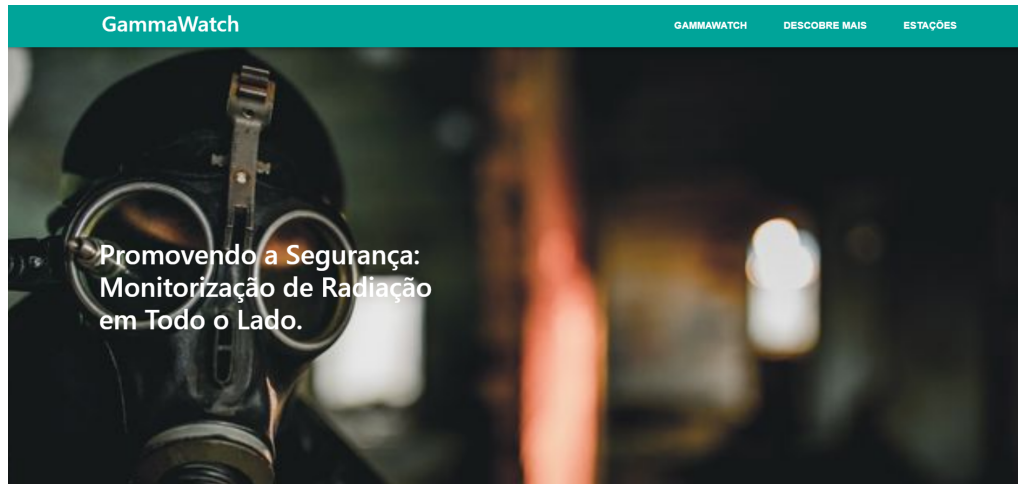 GammaWatch
GAMMAWATCH DESCOBRE MAIS ESTAÇÕES
Promovendo a Segurança:
Monitorização de Radiação
em Todo o Lado.